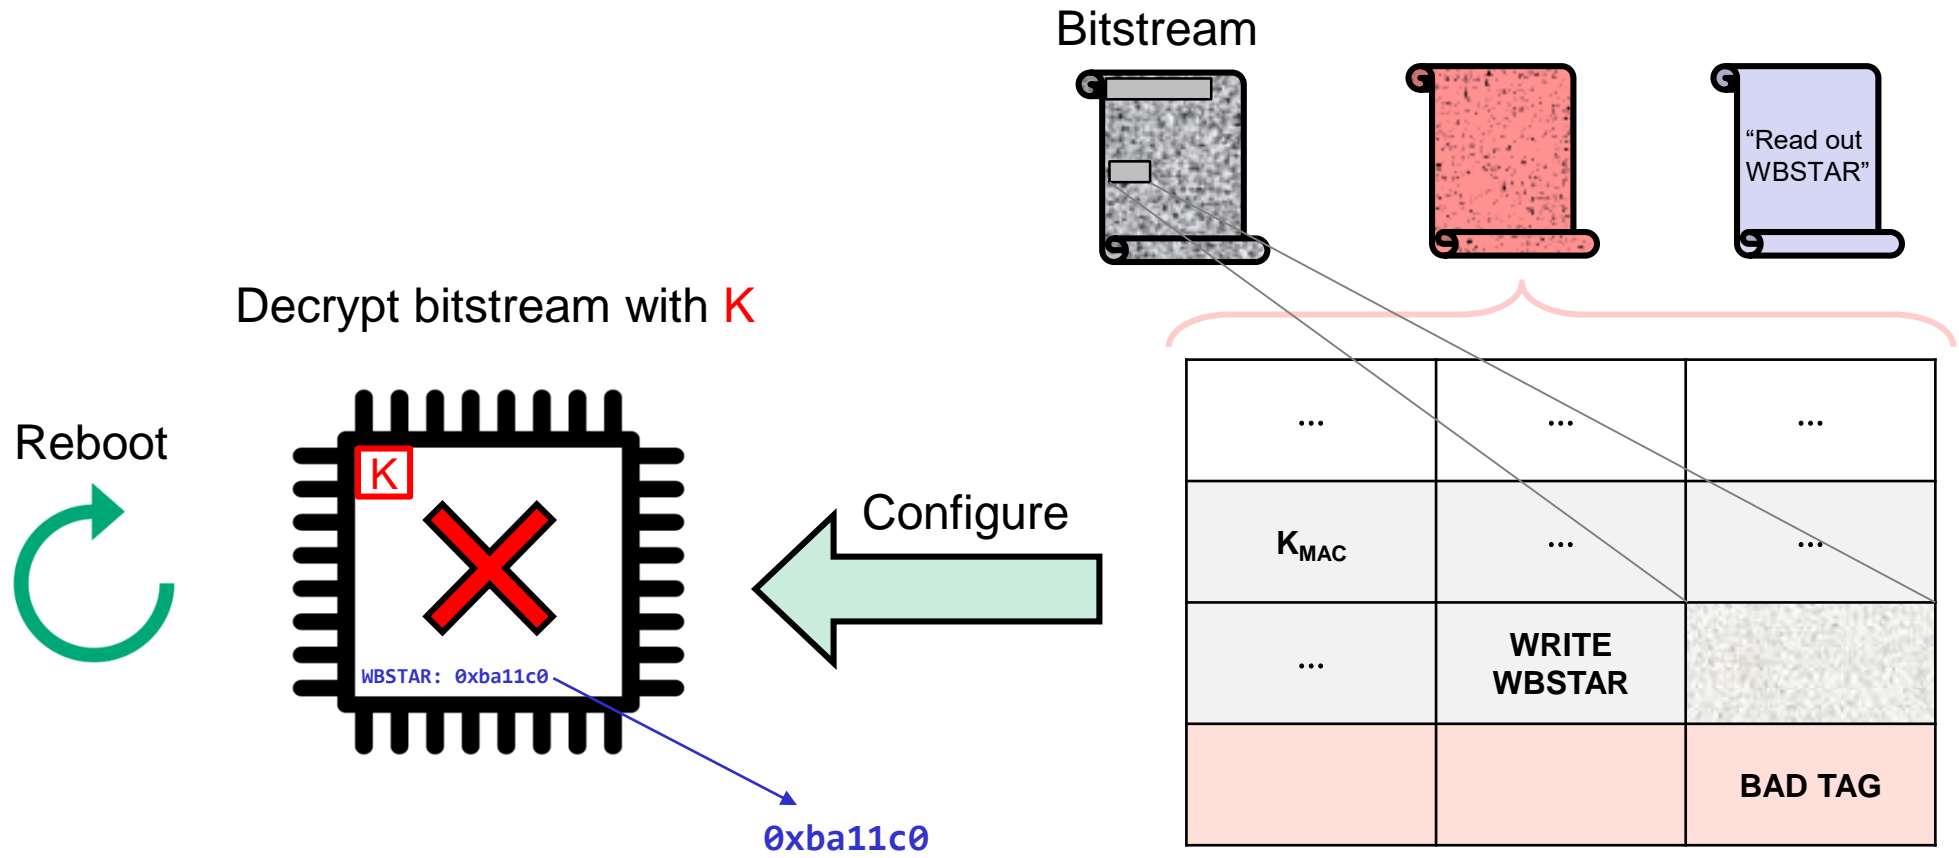 Bitstream
“Read out
WBSTAR”
Decrypt bitstream with K
Reboot
K
Configure
WBSTAR: 0xba11c0
0xba11c0
... ... ...
KMAC ... ...
... WRITE
WBSTAR
BAD TAG